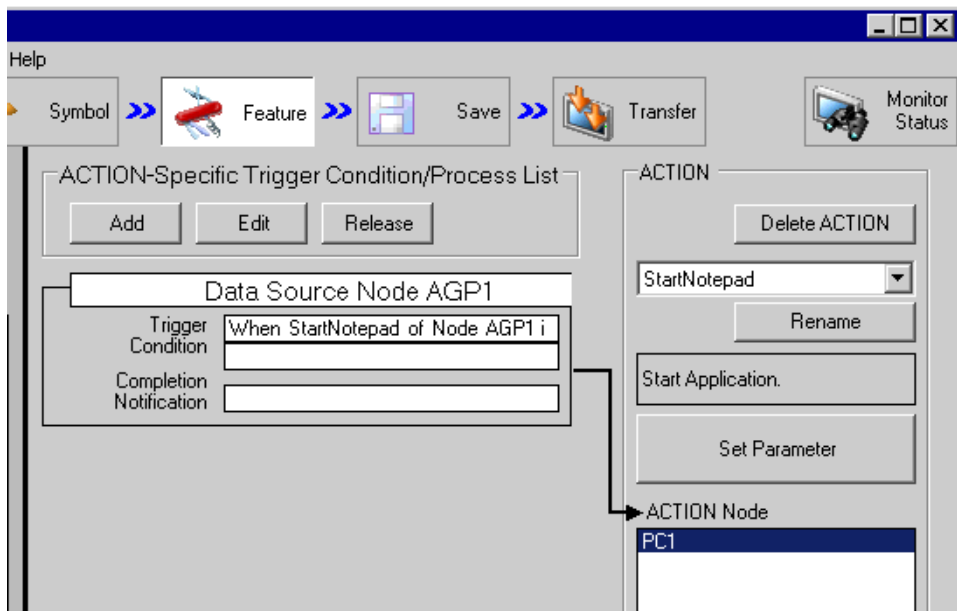 Help
Symbol
Feature
Save
Transfer
Monitor
Status
ACTION-Specific Trigger Condition/Process List
Add
Edit
Release
Data Source Node AGP1
Trigger
Condition
When StartNotepad of Node AGP1 i
Completion
Notification
ACTION
Delete ACTION
StartNotepad
Rename
Start Application.
Set Parameter
ACTION Node
PC1